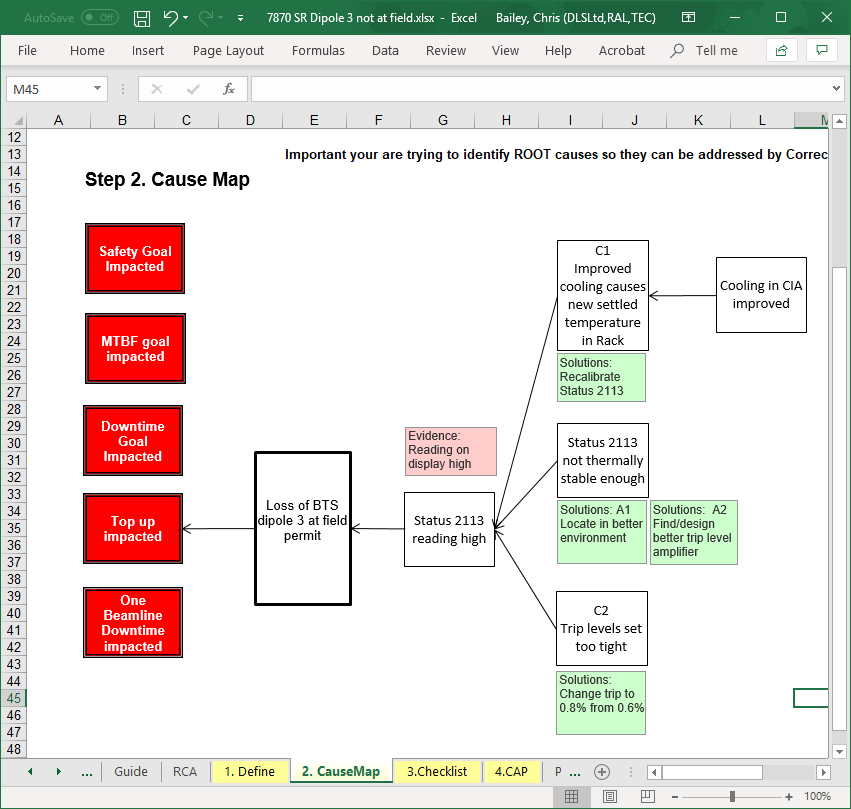 AutoSave Off 7870 SR Dipole 3 not at field.xlsx - Excel Bailey, Chris (DLSLtd,RAL,TEC)
File Home Insert Page Layout Formulas Data Review View Help Acrobat Tell me
M45 fx
A B C D E F G H I J K L M
12
13
14
15
16
17
18
19
20
21
22
23
24
25
26
27
28
29
30
31
32
33
34
35
36
37
38
39
40
41
42
43
44
45
46
47
48
Important your are trying to identify ROOT causes so they can be addressed by Correc
Step 2. Cause Map
Safety Goal
Impacted
MTBF goal
impacted
Downtime
Goal
Impacted
Top up
impacted
One
Beamline
Downtime
impacted
Loss of BTS
dipole 3 at field
permit
Evidence:
Reading on
display high
Status 2113
reading high
C1
Improved
cooling causes
new settled
temperature
in Rack
Solutions:
Recalibrate
Status 2113
Cooling in CIA
improved
Status 2113
not thermally
stable enough
Solutions: A1
Locate in better
environment
Solutions: A2
Find/design
better trip level
amplifier
C2
Trip levels set
too tight
Solutions:
Change trip to
0.8% from 0.6%
... Guide RCA 1. Define 2. CauseMap 3.Checklist 4.CAP P ...
100%